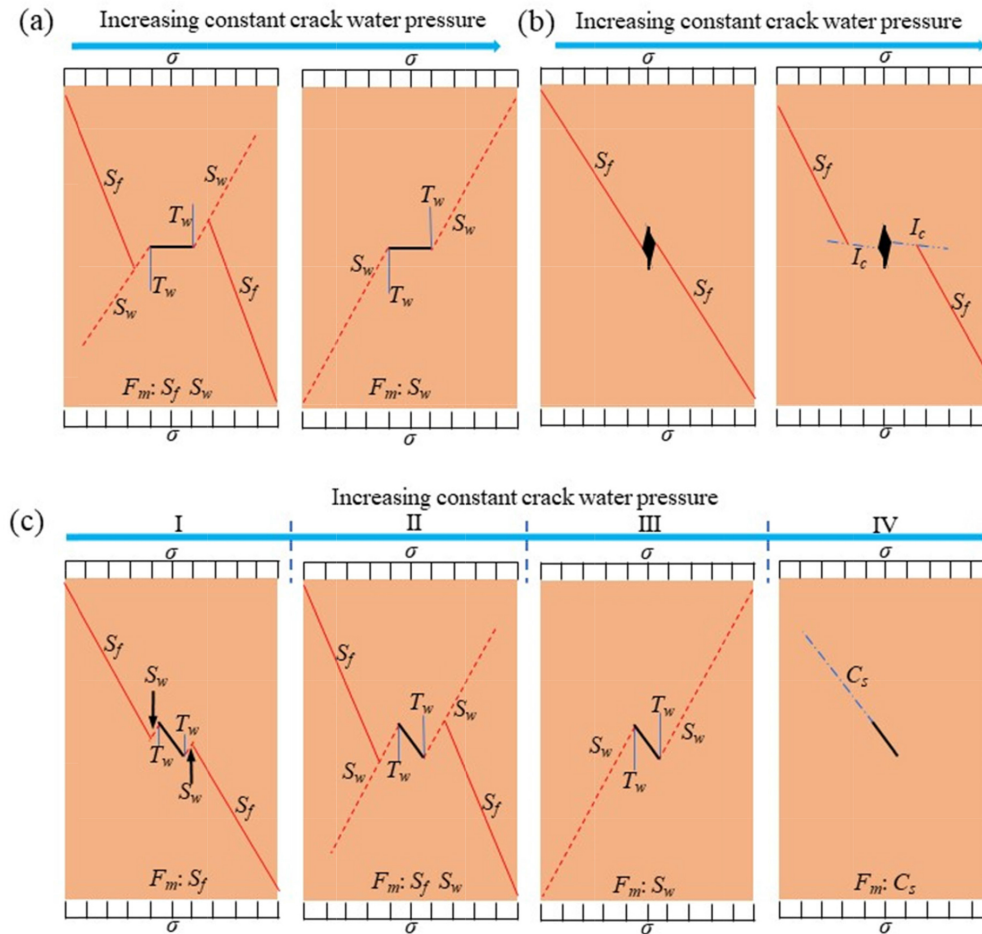 (a) Increasing constant crack water pressure
σ σ
S_f S_w T_w
S_w T_w S_f
F_m: S_f S_w
σ
T_w S_w
S_w T_w
F_m: S_w
σ
(b) Increasing constant crack water pressure
σ σ
S_f
S_f
σ
S_f
I_c
I_c
S_f
σ
(c) Increasing constant crack water pressure
I II III IV
σ σ σ σ
S_f
S_w
T_w
T_w
S_w
S_f
F_m: S_f
σ
S_f
T_w
S_w
S_w
T_w
S_f
F_m: S_f S_w
σ
T_w
S_w
S_w
T_w
F_m: S_w
σ
C_s
F_m: C_s
σ